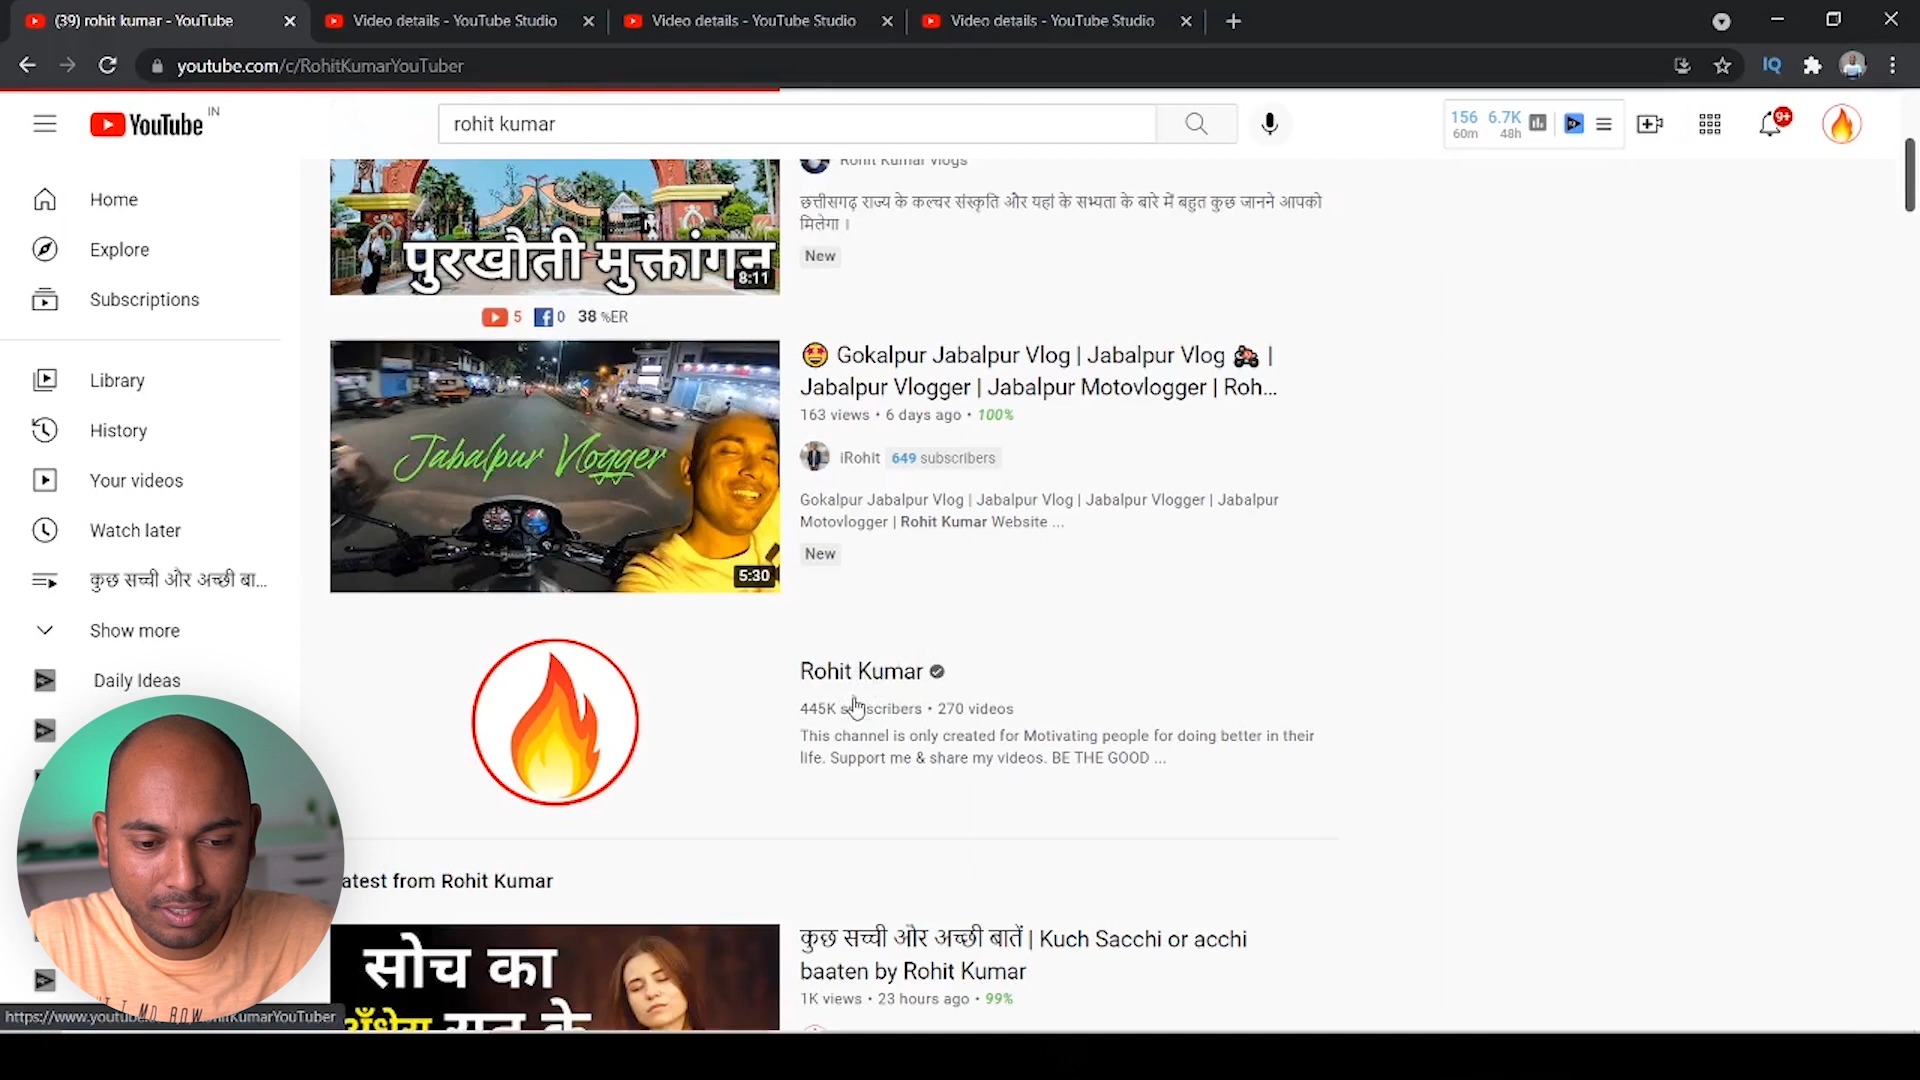 (39) rohit kumar - YouTube
Video details - YouTube Studio
Video details - YouTube Studio
Video details - YouTube Studio
youtube.com/c/RohitKumarYouTuber
IQ
YouTube IN
rohit kumar
156 60m
6.7K 48h
9+
Home
Explore
Subscriptions
Library
History
Your videos
Watch later
कुछ सच्ची और अच्छी बा...
Show more
Daily Ideas
पुरखौती मुक्तांगन
8:11
Rohit Kumar Vlogs
छत्तीसगढ़ राज्य के कल्चर संस्कृति और यहां के सभ्यता के बारे में बहुत कुछ जानने आपको
मिलेगा ।
New
5 0 38 %ER
Jabalpur Vlogger
5:30
Gokalpur Jabalpur Vlog | Jabalpur Vlog |
Jabalpur Vlogger | Jabalpur Motovlogger | Roh...
163 views • 6 days ago • 100%
iRohit 649 subscribers
Gokalpur Jabalpur Vlog | Jabalpur Vlog | Jabalpur Vlogger | Jabalpur
Motovlogger | Rohit Kumar Website ...
New
Rohit Kumar
445K subscribers • 270 videos
This channel is only created for Motivating people for doing better in their
life. Support me & share my videos. BE THE GOOD ...
atest from Rohit Kumar
सोच का
कुछ सच्ची और अच्छी बातें | Kuch Sacchi or acchi
baaten by Rohit Kumar
1K views • 23 hours ago • 99%